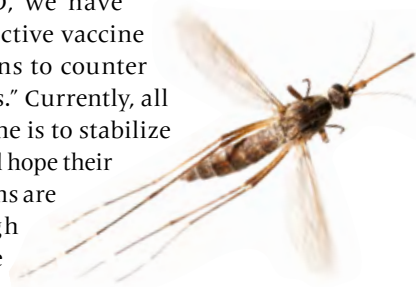 we have
ctive vaccine
ns to counter
s.” Currently, all
ne is to stabilize
l hope their
ns are
gh